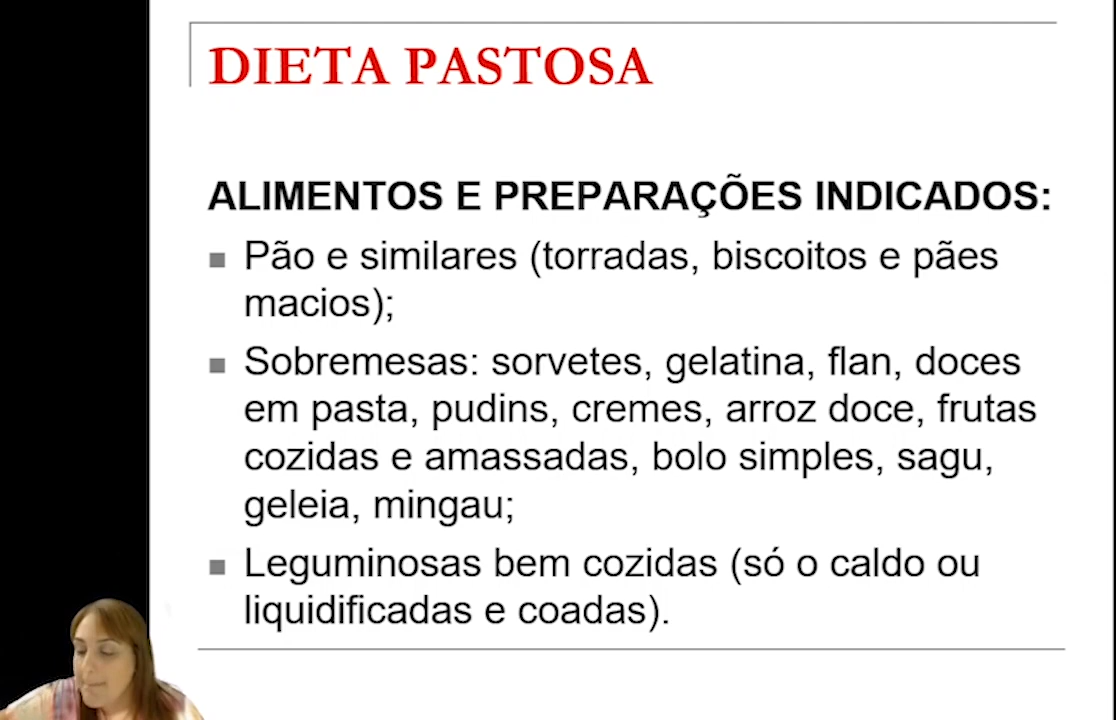 DIETA PASTOSA
ALIMENTOS E PREPARAÇÕES INDICADOS:
Pão e similares (torradas, biscoitos e pães
macios);
Sobremesas: sorvetes, gelatina, flan, doces
em pasta, pudins, cremes, arroz doce, frutas
cozidas e amassadas, bolo simples, sagu,
geleia, mingau;
Leguminosas bem cozidas (só o caldo ou
liquidificadas e coadas).